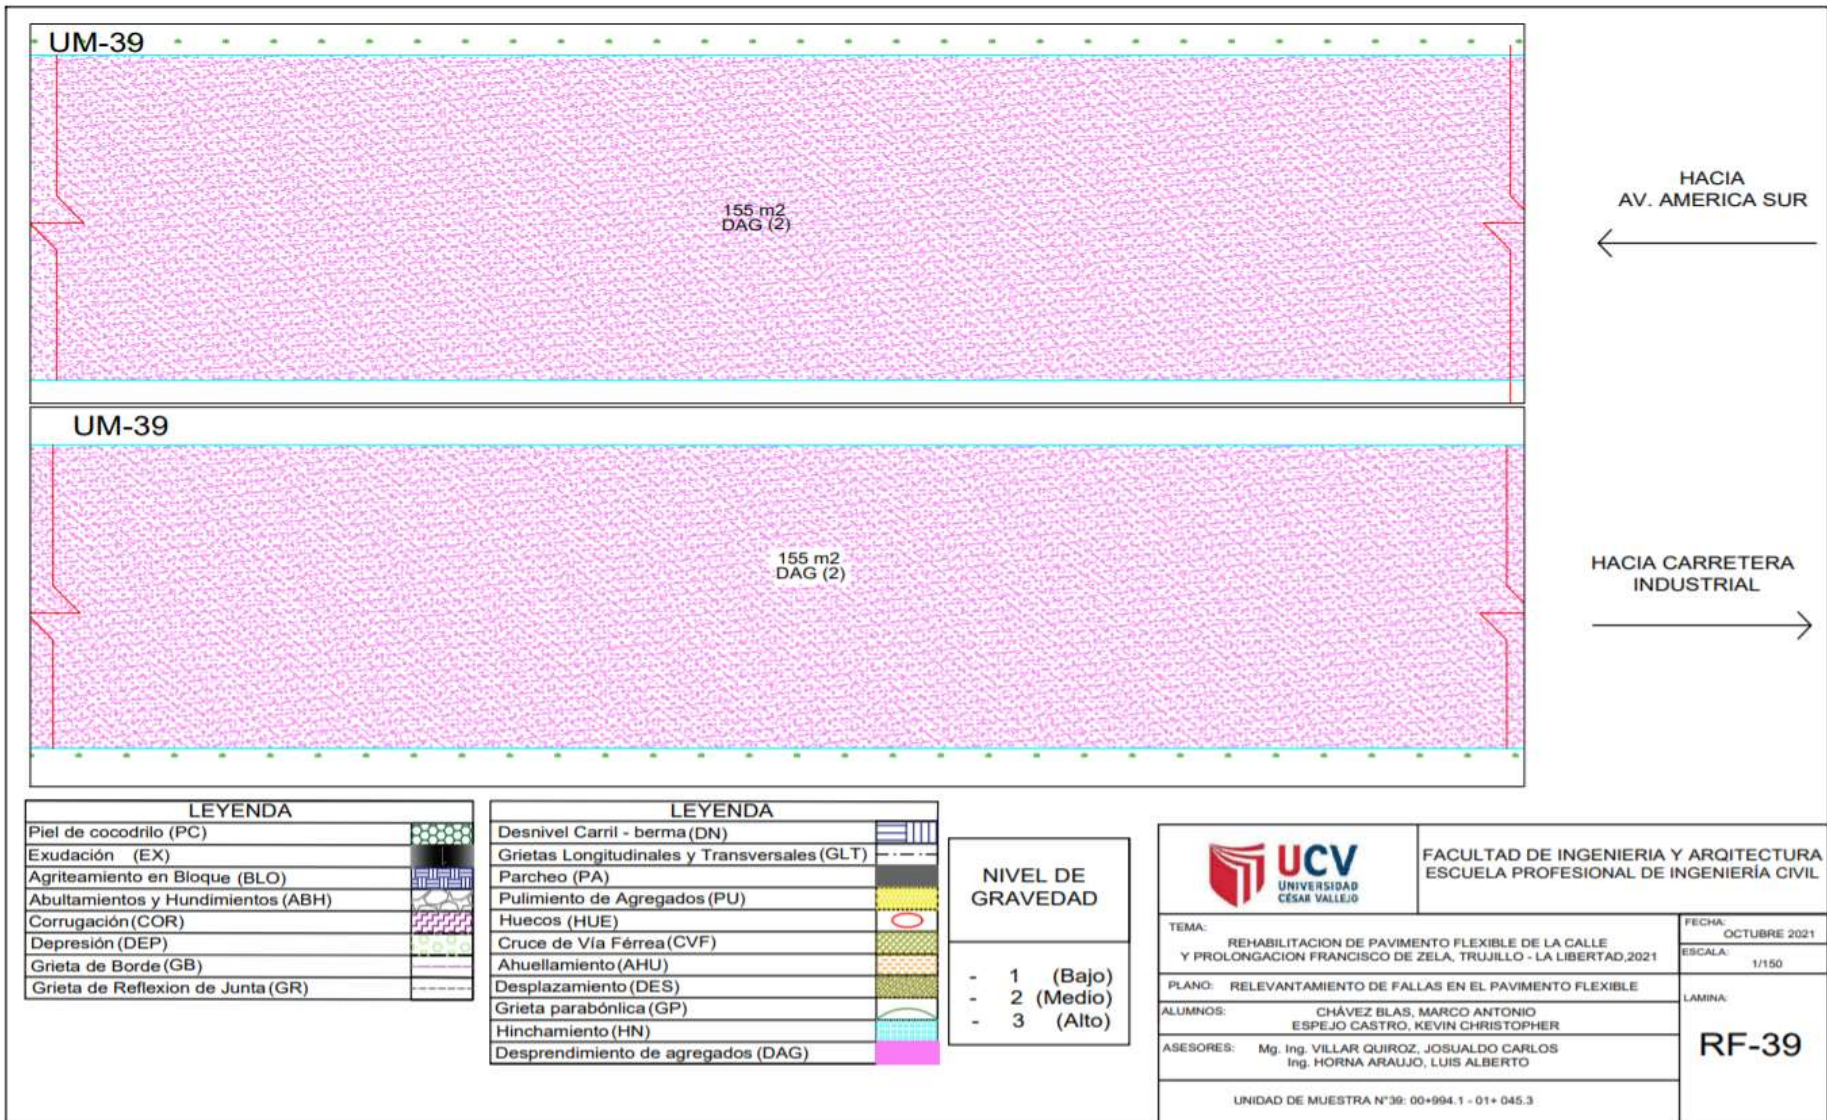 UM-39
155 m2
DAG (2)
HACIA
AV. AMERICA SUR
UM-39
155 m2
DAG (2)
HACIA CARRETERA
INDUSTRIAL
LEYENDA
Piel de cocodrilo (PC)
Exudación (EX)
Agriteamiento en Bloque (BLO)
Abultamientos y Hundimientos (ABH)
Corrugación (COR)
Depresión (DEP)
Grieta de Borde (GB)
Grieta de Reflexion de Junta (GR)
LEYENDA
Desnivel Carril - berma (DN)
Grietas Longitudinales y Transversales (GLT)
Parcheo (PA)
Pulimiento de Agregados (PU)
Huecos (HUE)
Cruce de Vía Férrea (CVF)
Ahuellamiento (AHU)
Desplazamiento (DES)
Grieta parabónlica (GP)
Hinchamiento (HN)
Desprendimiento de agregados (DAG)
NIVEL DE
GRAVEDAD
- 1 (Bajo)
- 2 (Medio)
- 3 (Alto)
UCV
UNIVERSIDAD
CÉSAR VALLEJO
FACULTAD DE INGENIERIA Y ARQITECTURA
ESCUELA PROFESIONAL DE INGENIERÍA CIVIL
TEMA:
REHABILITACION DE PAVIMENTO FLEXIBLE DE LA CALLE
Y PROLONGACION FRANCISCO DE ZELA, TRUJILLO - LA LIBERTAD,2021
FECHA:
OCTUBRE 2021
ESCALA:
1/150
PLANO: RELEVANTAMIENTO DE FALLAS EN EL PAVIMENTO FLEXIBLE
ALUMNOS: CHÁVEZ BLAS, MARCO ANTONIO
ESPEJO CASTRO, KEVIN CHRISTOPHER
ASESORES: Mg. Ing. VILLAR QUIROZ, JOSUALDO CARLOS
Ing. HORNA ARAUJO, LUIS ALBERTO
LAMINA:
RF-39
UNIDAD DE MUESTRA N°39: 00+994.1 - 01+ 045.3